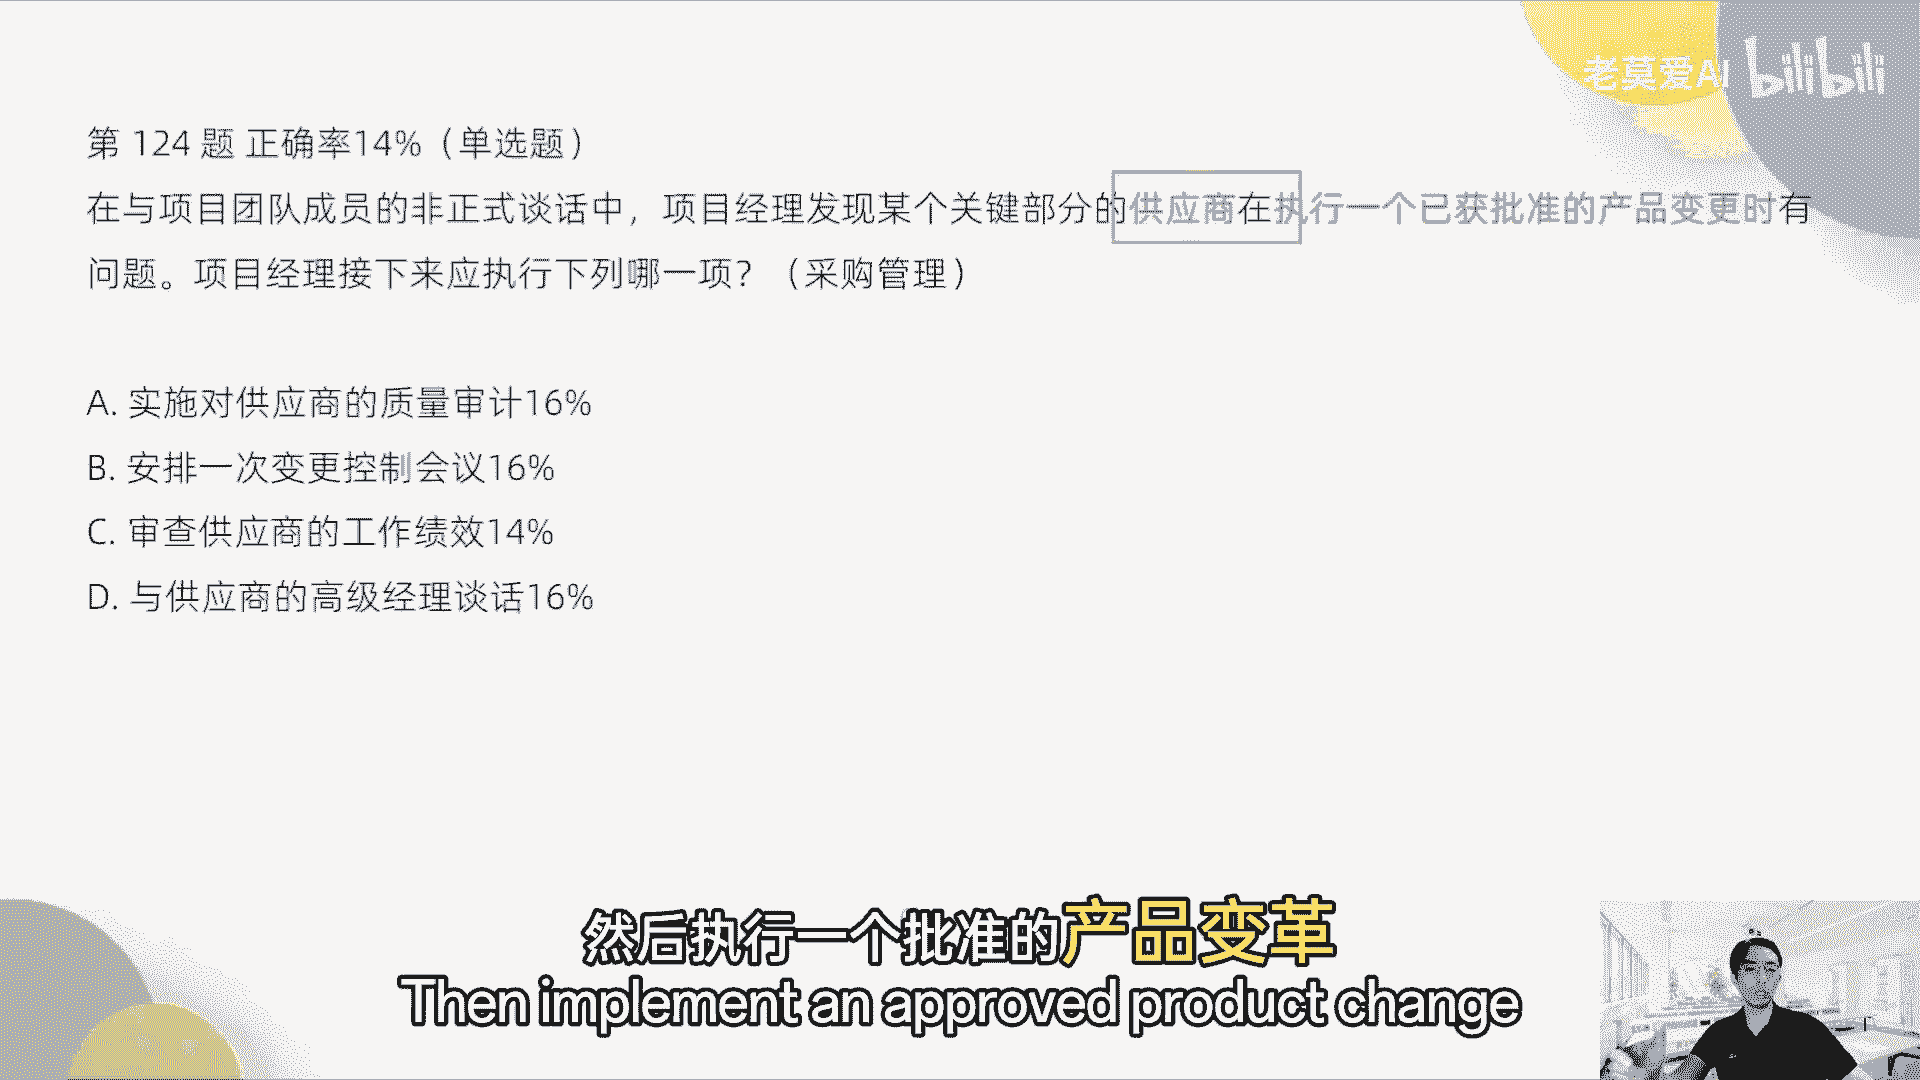 老莫爱AI bilibili
第 124 题 正确率14%（单选题）
在与项目团队成员的非正式谈话中，项目经理发现某个关键部分的供应商在执行一个已获批准的产品变更时有
问题。项目经理接下来应执行下列哪一项？（采购管理）
A. 实施对供应商的质量审计16%
B. 安排一次变更控制会议16%
C. 审查供应商的工作绩效14%
D. 与供应商的高级经理谈话16%
然后执行一个批准的产品变革
Then implement an approved product change